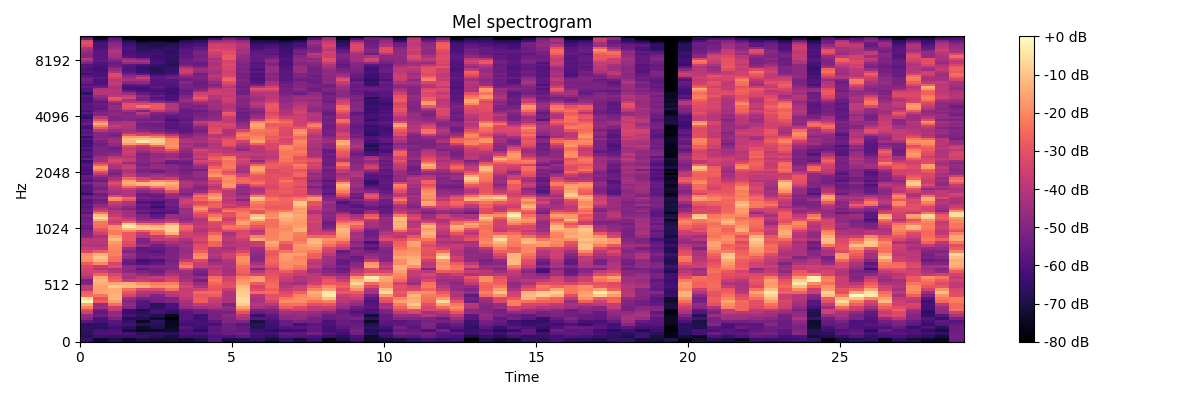 Mel spectrogram
8192
4096
2048
1024
512
0
Hz
0 5 10 15 20 25
Time
+0 dB
-10 dB
-20 dB
-30 dB
-40 dB
-50 dB
-60 dB
-70 dB
-80 dB